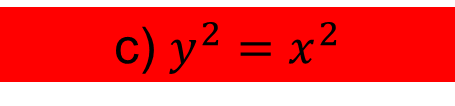 c) y² = x²